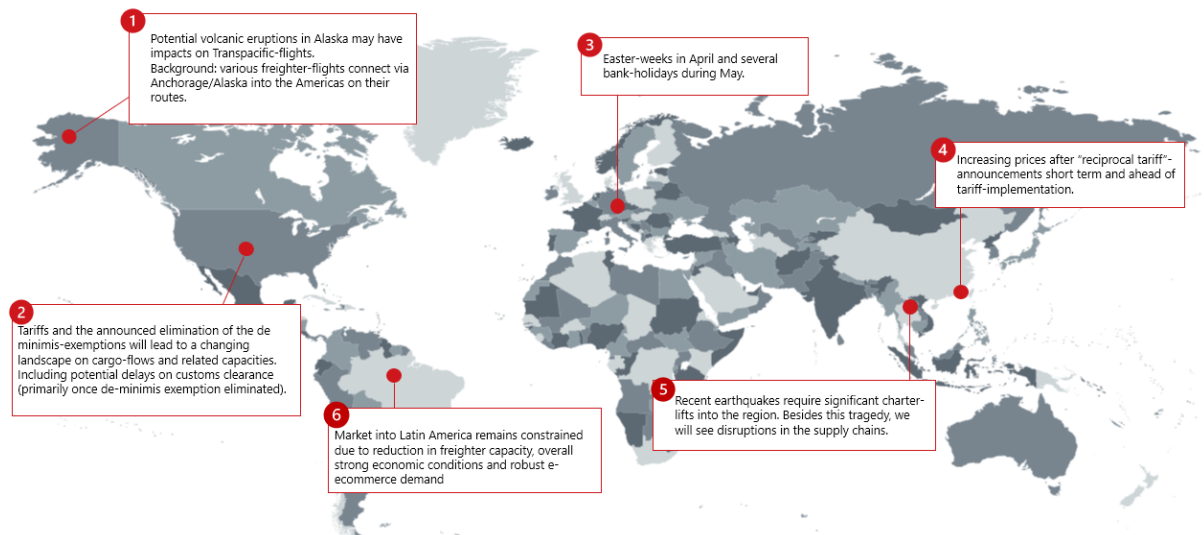 1
Potential volcanic eruptions in Alaska may have
impacts on Transpacific-flights.
Background: various freighter-flights connect via
Anchorage/Alaska into the Americas on their
routes.
2
Tariffs and the announced elimination of the de
minimis-exemptions will lead to a changing
landscape on cargo-flows and related capacities.
Including potential delays on customs clearance
(primarily once de-minimis exemption eliminated).
3
Easter-weeks in April and several
bank-holidays during May.
4
Increasing prices after “reciprocal tariff”-
announcements short term and ahead of
tariff-implementation.
5
Recent earthquakes require significant charter-
lifts into the region. Besides this tragedy, we
will see disruptions in the supply chains.
6
Market into Latin America remains constrained
due to reduction in freighter capacity, overall
strong economic conditions and robust e-
ecommerce demand